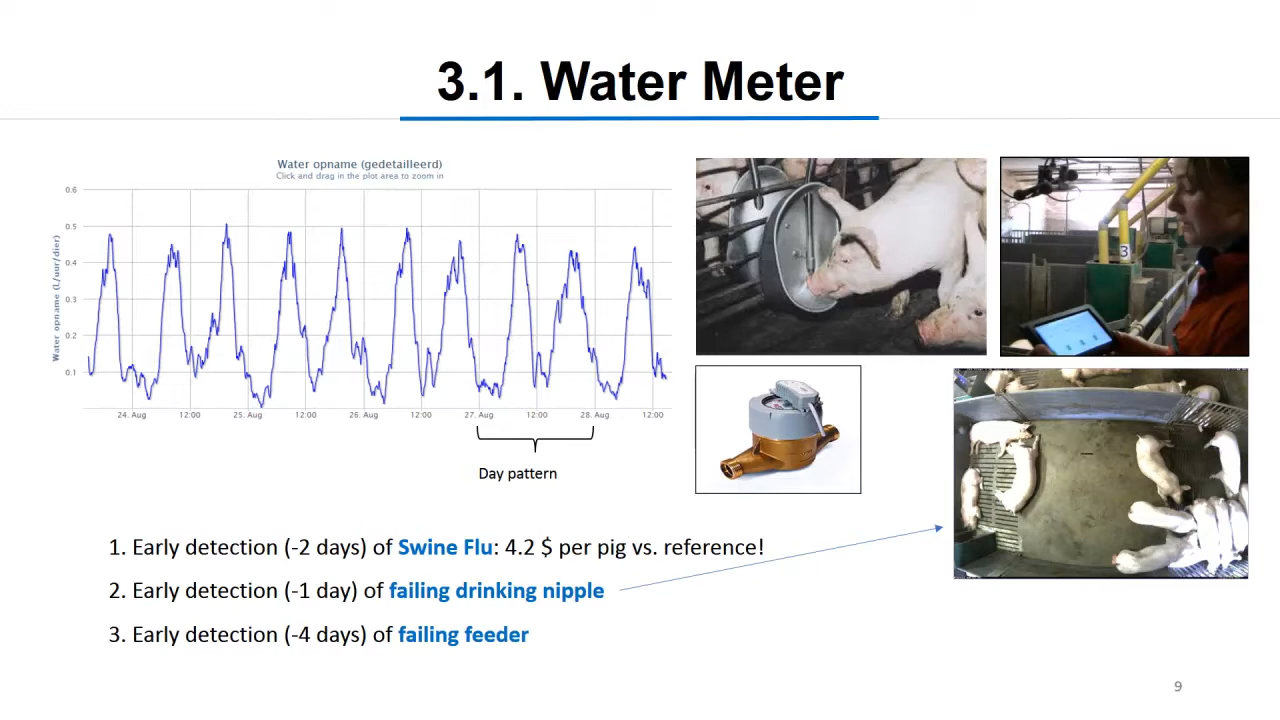 3.1. Water Meter
Water opname (gedetailleerd)
Click and drag in the plot area to zoom in
Water opname (L/uur/dier)
0.6
0.5
0.4
0.3
0.2
0.1
24. Aug
12:00
25. Aug
12:00
26. Aug
12:00
27. Aug
12:00
28. Aug
12:00
Day pattern
3
1. Early detection (-2 days) of Swine Flu: 4.2 $ per pig vs. reference!
2. Early detection (-1 day) of failing drinking nipple
3. Early detection (-4 days) of failing feeder
9